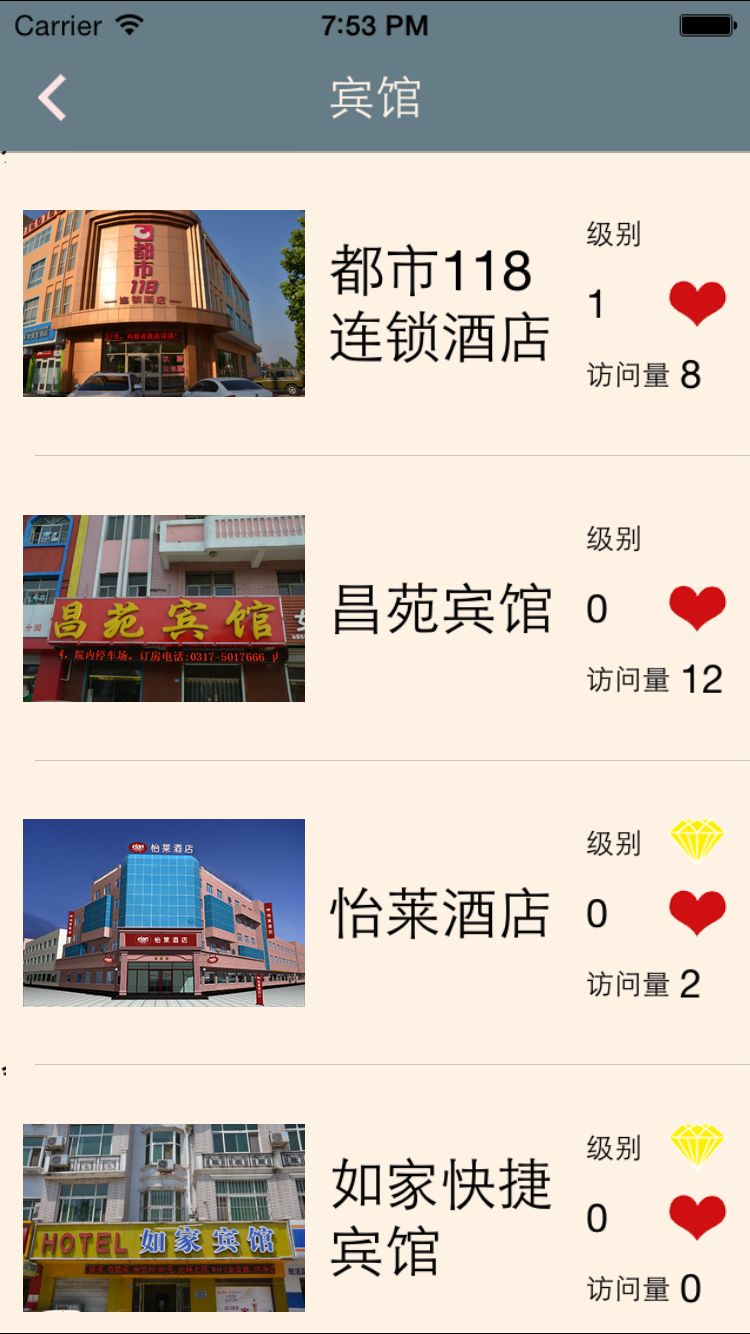 Carrier 7:53 PM
宾馆
都市118
连锁酒店
都市118
连锁酒店
级别
1
访问量 8
昌苑宾馆
院内停车场，订房电话:0317-5017666
昌苑宾馆
级别
0
访问量 12
怡莱酒店
怡莱酒店
怡莱酒店
级别
0
访问量 2
HOTEL 如家宾馆
如家快捷
宾馆
级别
0
访问量 0